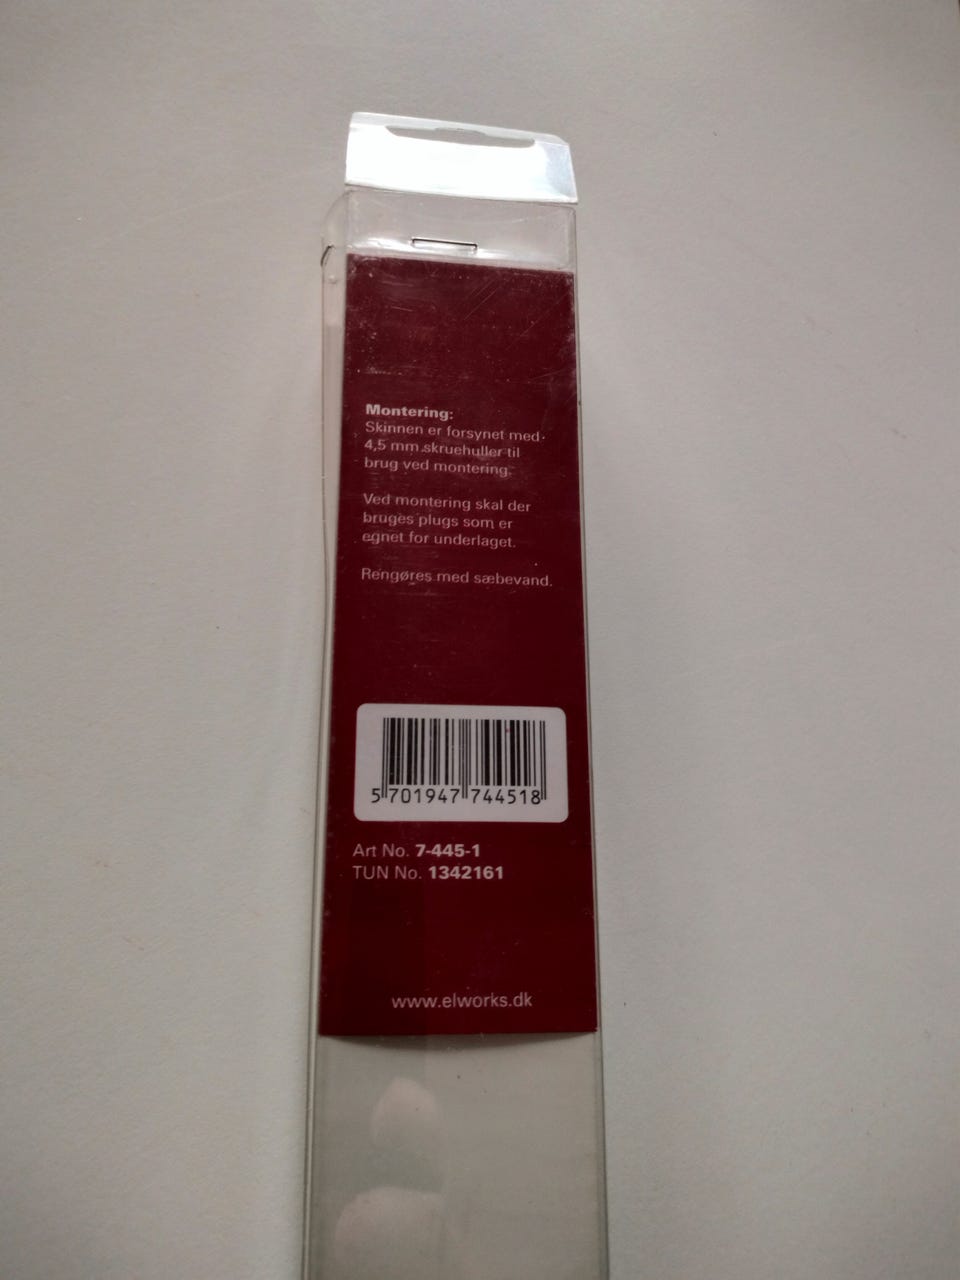 Montering:
Skinnen er forsynet med
4,5 mm skruehuller til
brug ved montering.
Ved montering skal der
bruges plugs som er
egnet for underlaget.
Rengøres med sæbevand.
5 701947 744518
Art No. 7-445-1
TUN No. 1342161
www.elworks.dk